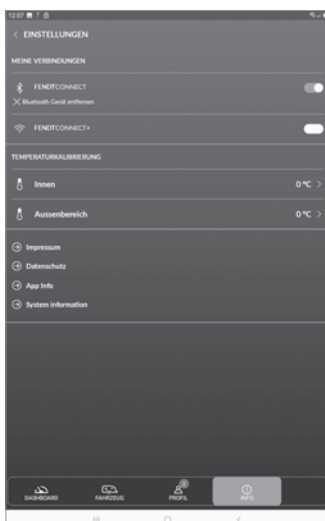 12:07
< EINSTELLUNGEN
MEINE VERBINDUNGEN
FENDTCONNECT
Bluetooth Gerät entfernen
FENDTCONNECT+
TEMPERATURKALIBRIERUNG
Innen 0 °C >
Aussenbereich 0 °C >
Impressum
Datenschutz
App Info
System information
DASHBOARD FAHRZEUG PROFIL INFO